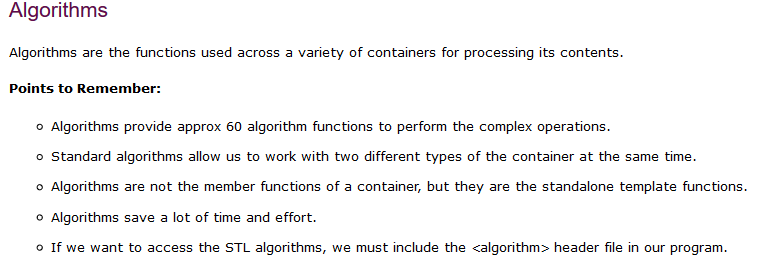 Algorithms
Algorithms are the functions used across a variety of containers for processing its contents.
Points to Remember:
Algorithms provide approx 60 algorithm functions to perform the complex operations.
Standard algorithms allow us to work with two different types of the container at the same time.
Algorithms are not the member functions of a container, but they are the standalone template functions.
Algorithms save a lot of time and effort.
If we want to access the STL algorithms, we must include the <algorithm> header file in our program.